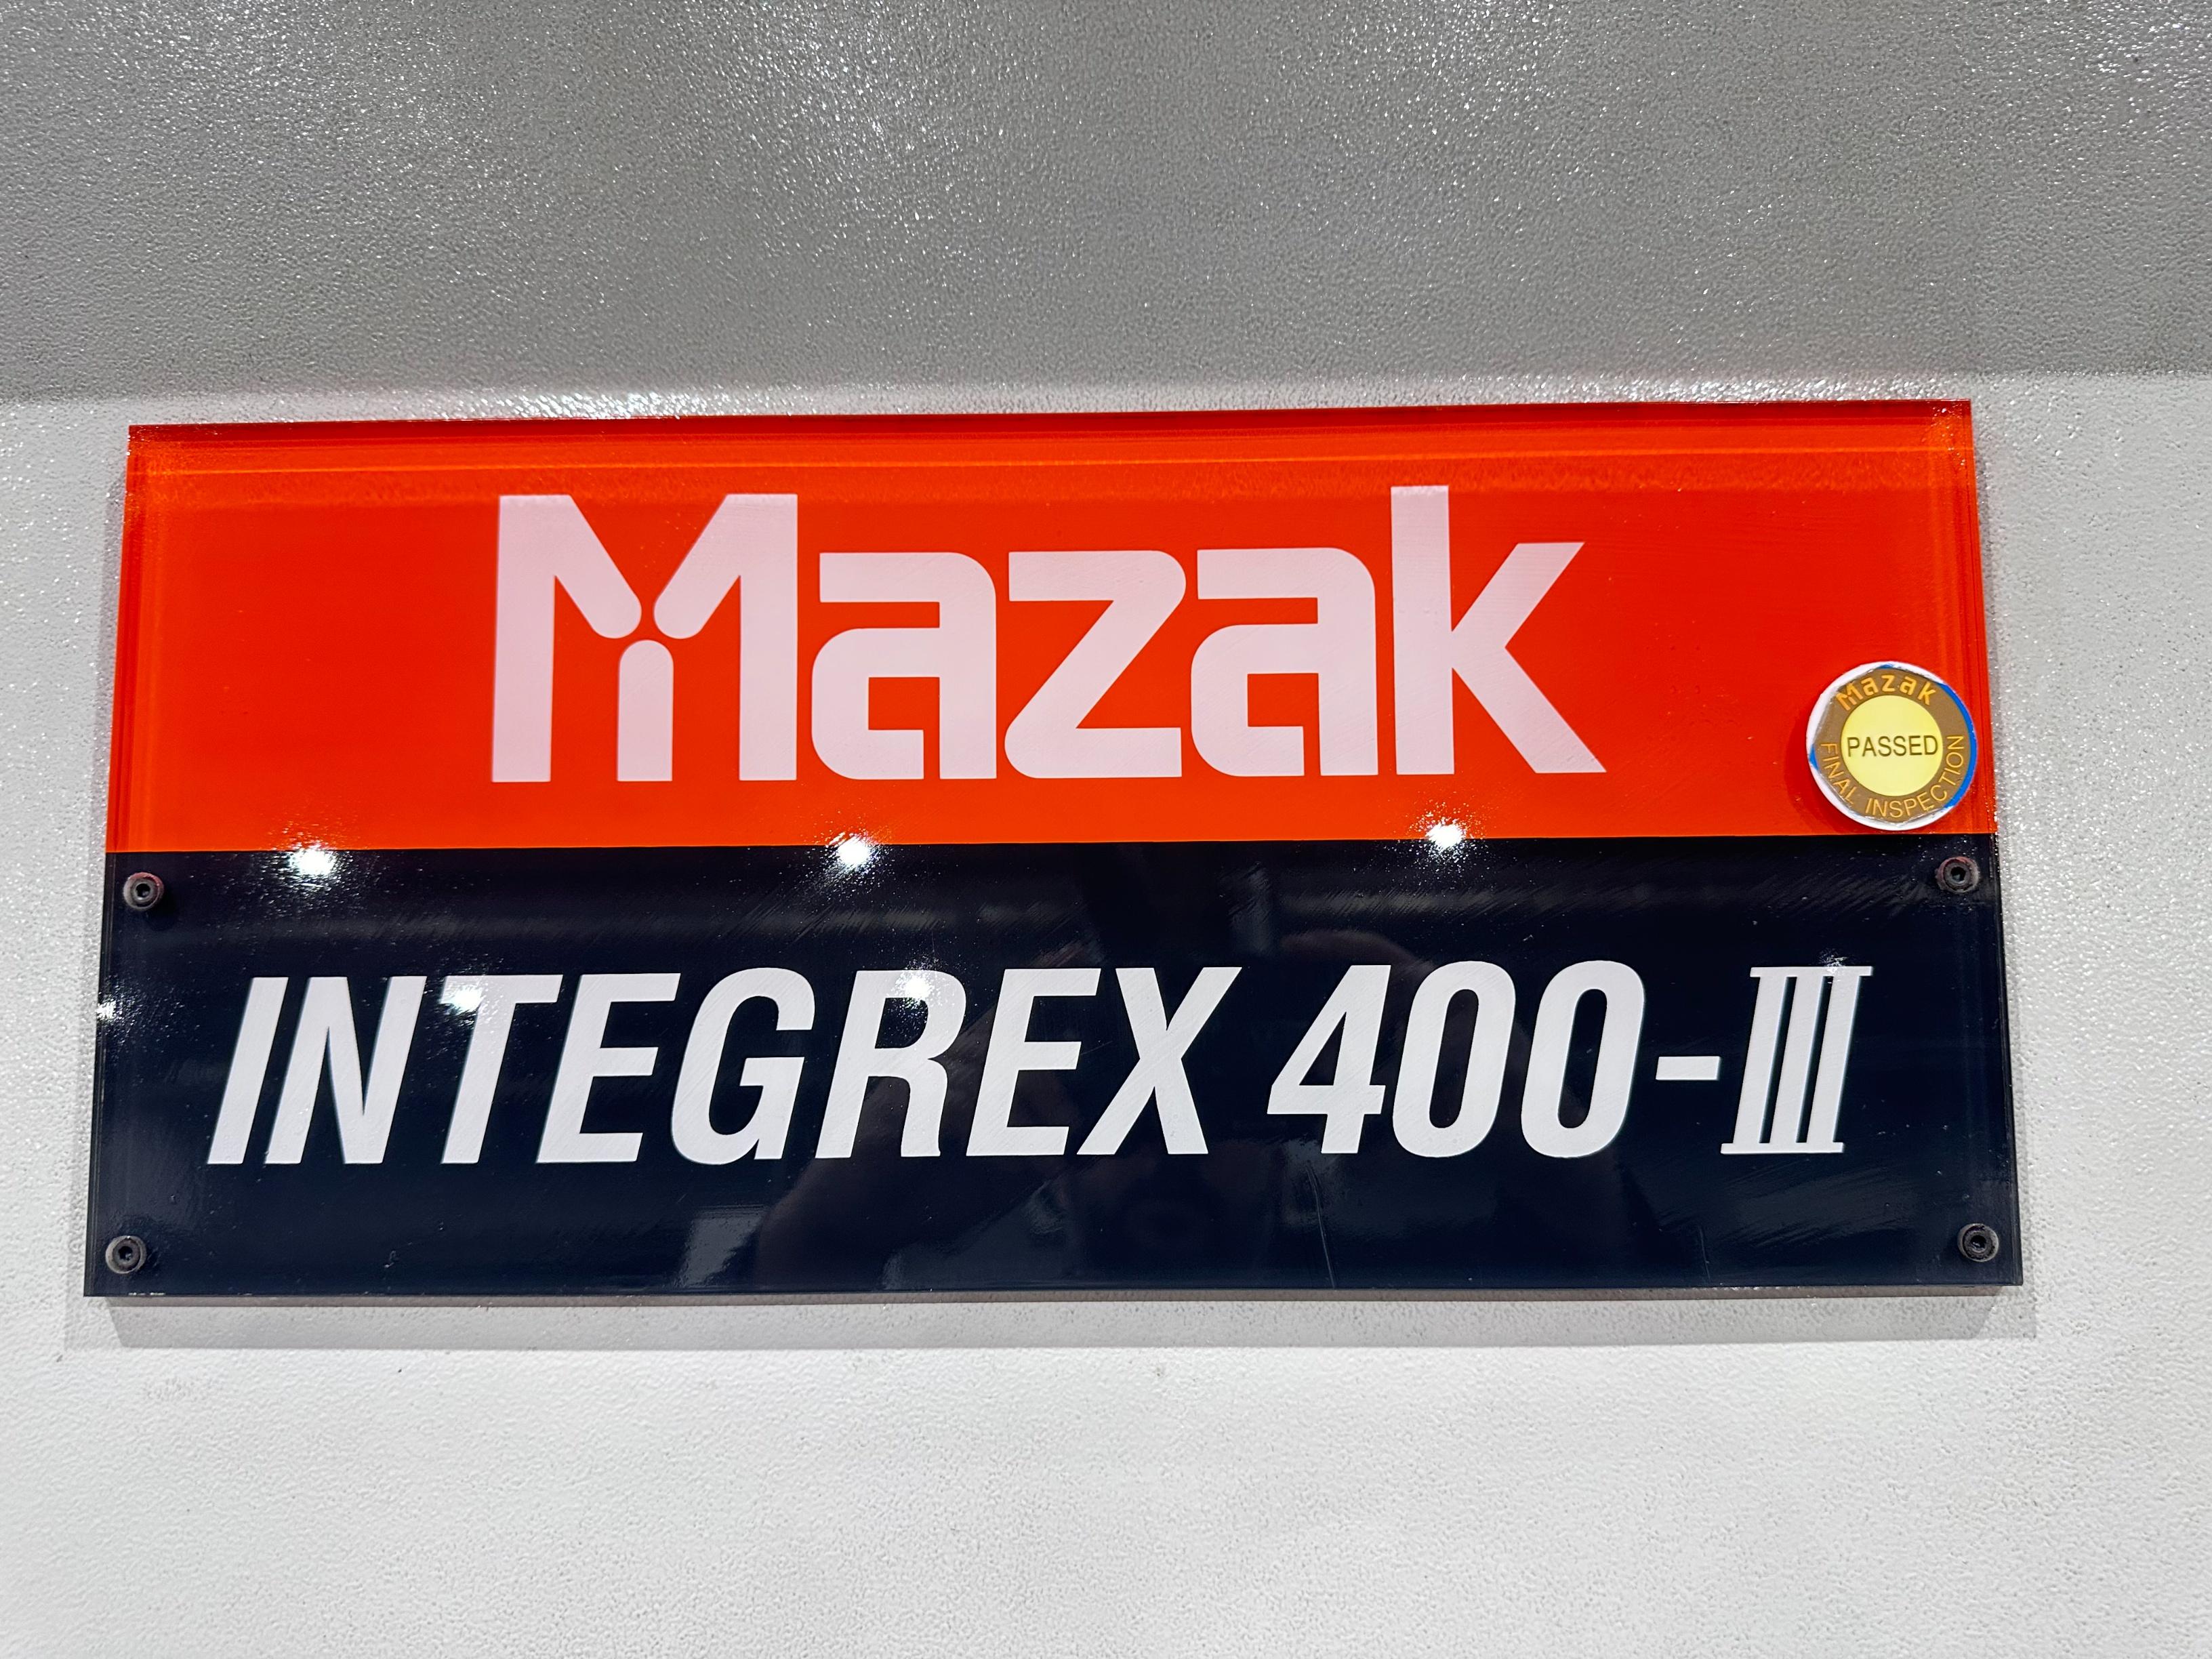 Mazak
Mazak
PASSED
FINAL INSPECTION
INTEGREX 400-III